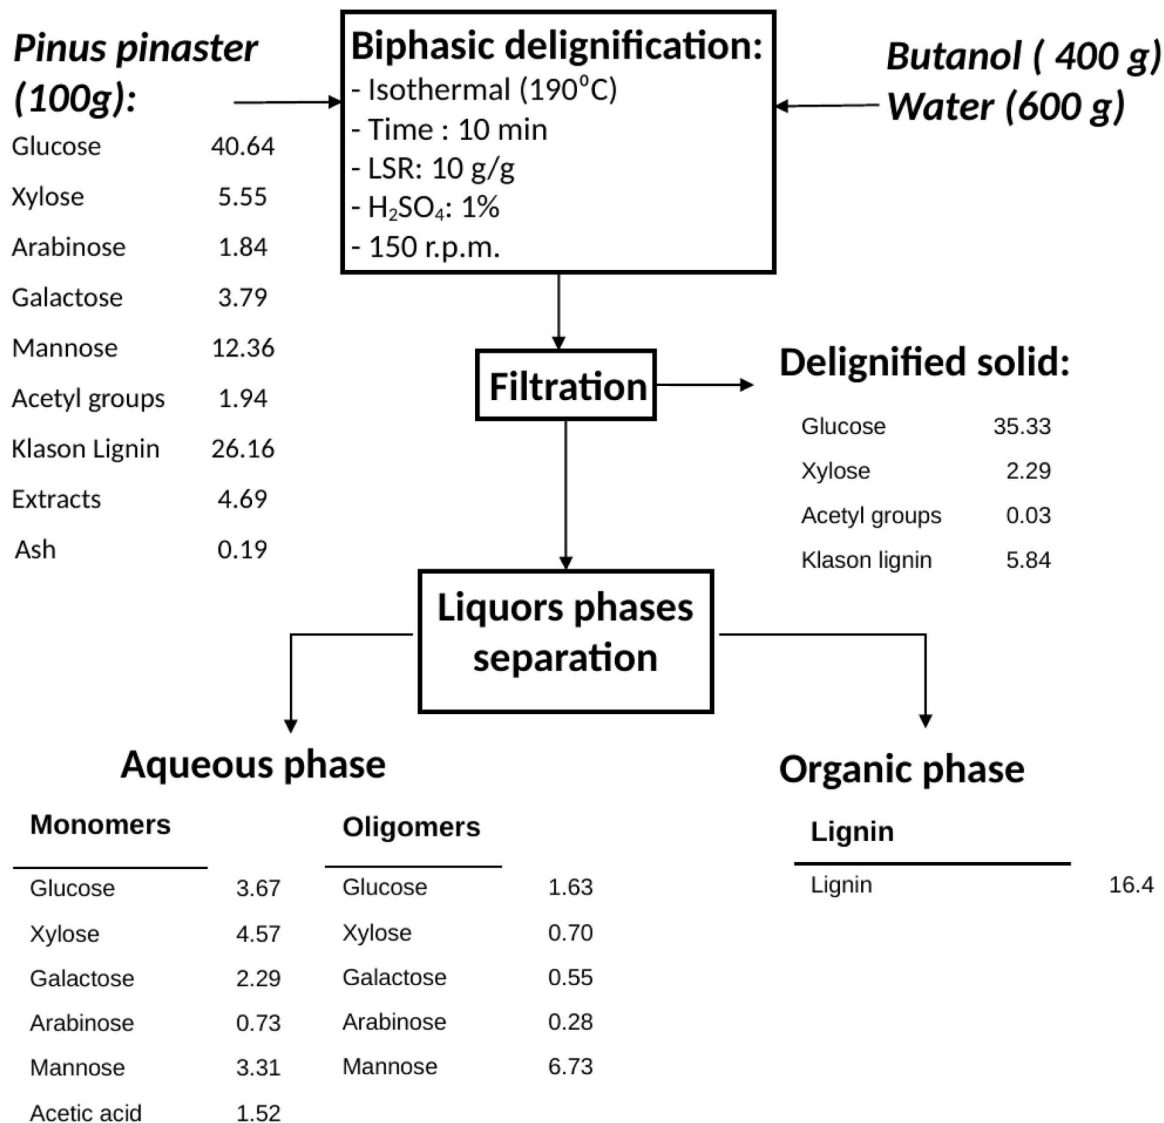 Pinus pinaster
(100g):
Glucose 40.64
Xylose 5.55
Arabinose 1.84
Galactose 3.79
Mannose 12.36
Acetyl groups 1.94
Klason Lignin 26.16
Extracts 4.69
Ash 0.19
Biphasic delignification:
- Isothermal (190⁰C)
- Time : 10 min
- LSR: 10 g/g
- H₂SO₄: 1%
- 150 r.p.m.
Butanol ( 400 g)
Water (600 g)
Filtration
Delignified solid:
Glucose 35.33
Xylose 2.29
Acetyl groups 0.03
Klason lignin 5.84
Liquors phases
separation
Aqueous phase
Monomers
Glucose 3.67
Xylose 4.57
Galactose 2.29
Arabinose 0.73
Mannose 3.31
Acetic acid 1.52
Oligomers
Glucose 1.63
Xylose 0.70
Galactose 0.55
Arabinose 0.28
Mannose 6.73
Organic phase
Lignin
Lignin 16.4